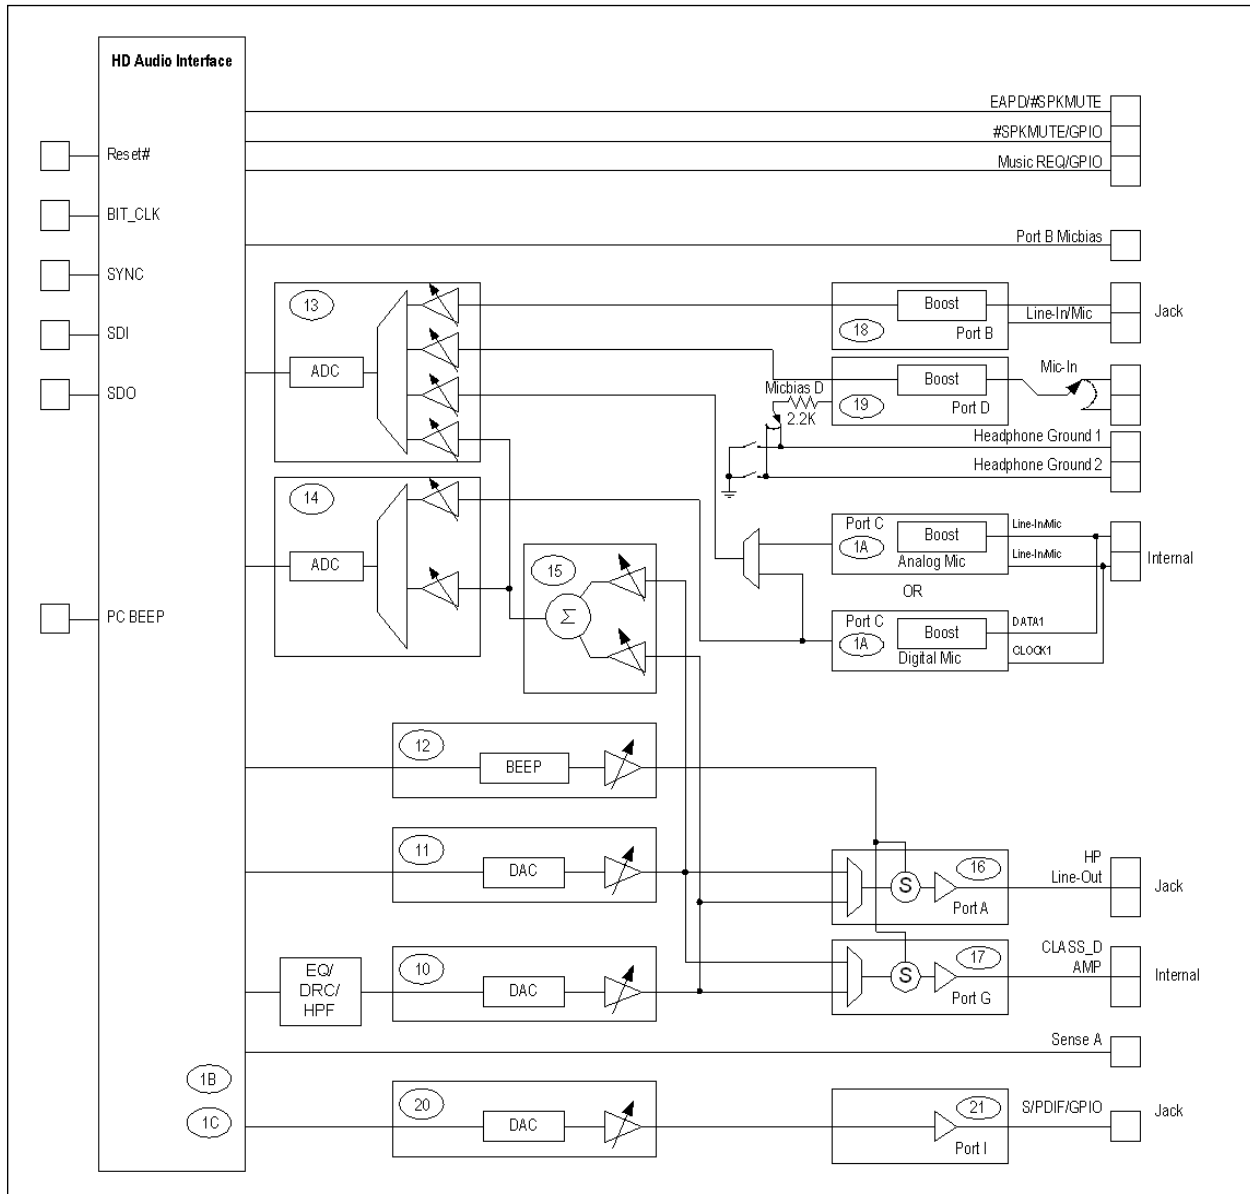 HD Audio Interface
EAPD/#SPKMUTE
#SPKMUTE/GPIO
Reset#
Music REQ/GPIO
BIT_CLK
Port B Micbias
SYNC
13
Boost
Line-In/Mic
Jack
18
Port B
SDI
ADC
Mic-In
Boost
Micbias D
19
Port D
2.2K
SDO
Headphone Ground 1
Headphone Ground 2
14
Port C
Line-In/Mic
Boost
1A
Line-In/Mic
Analog Mic
Internal
ADC
15
OR
Σ
PC BEEP
Port C
DATA1
Boost
1A
CLOCK1
Digital Mic
12
BEEP
11
DAC
16
HP
Line-Out
S
Port A
Jack
10
EQ/
DRC/
HPF
DAC
17
CLASS_D
AMP
S
Port G
Internal
Sense A
1B
20
21
S/PDIF/GPIO
Jack
1C
DAC
Port I